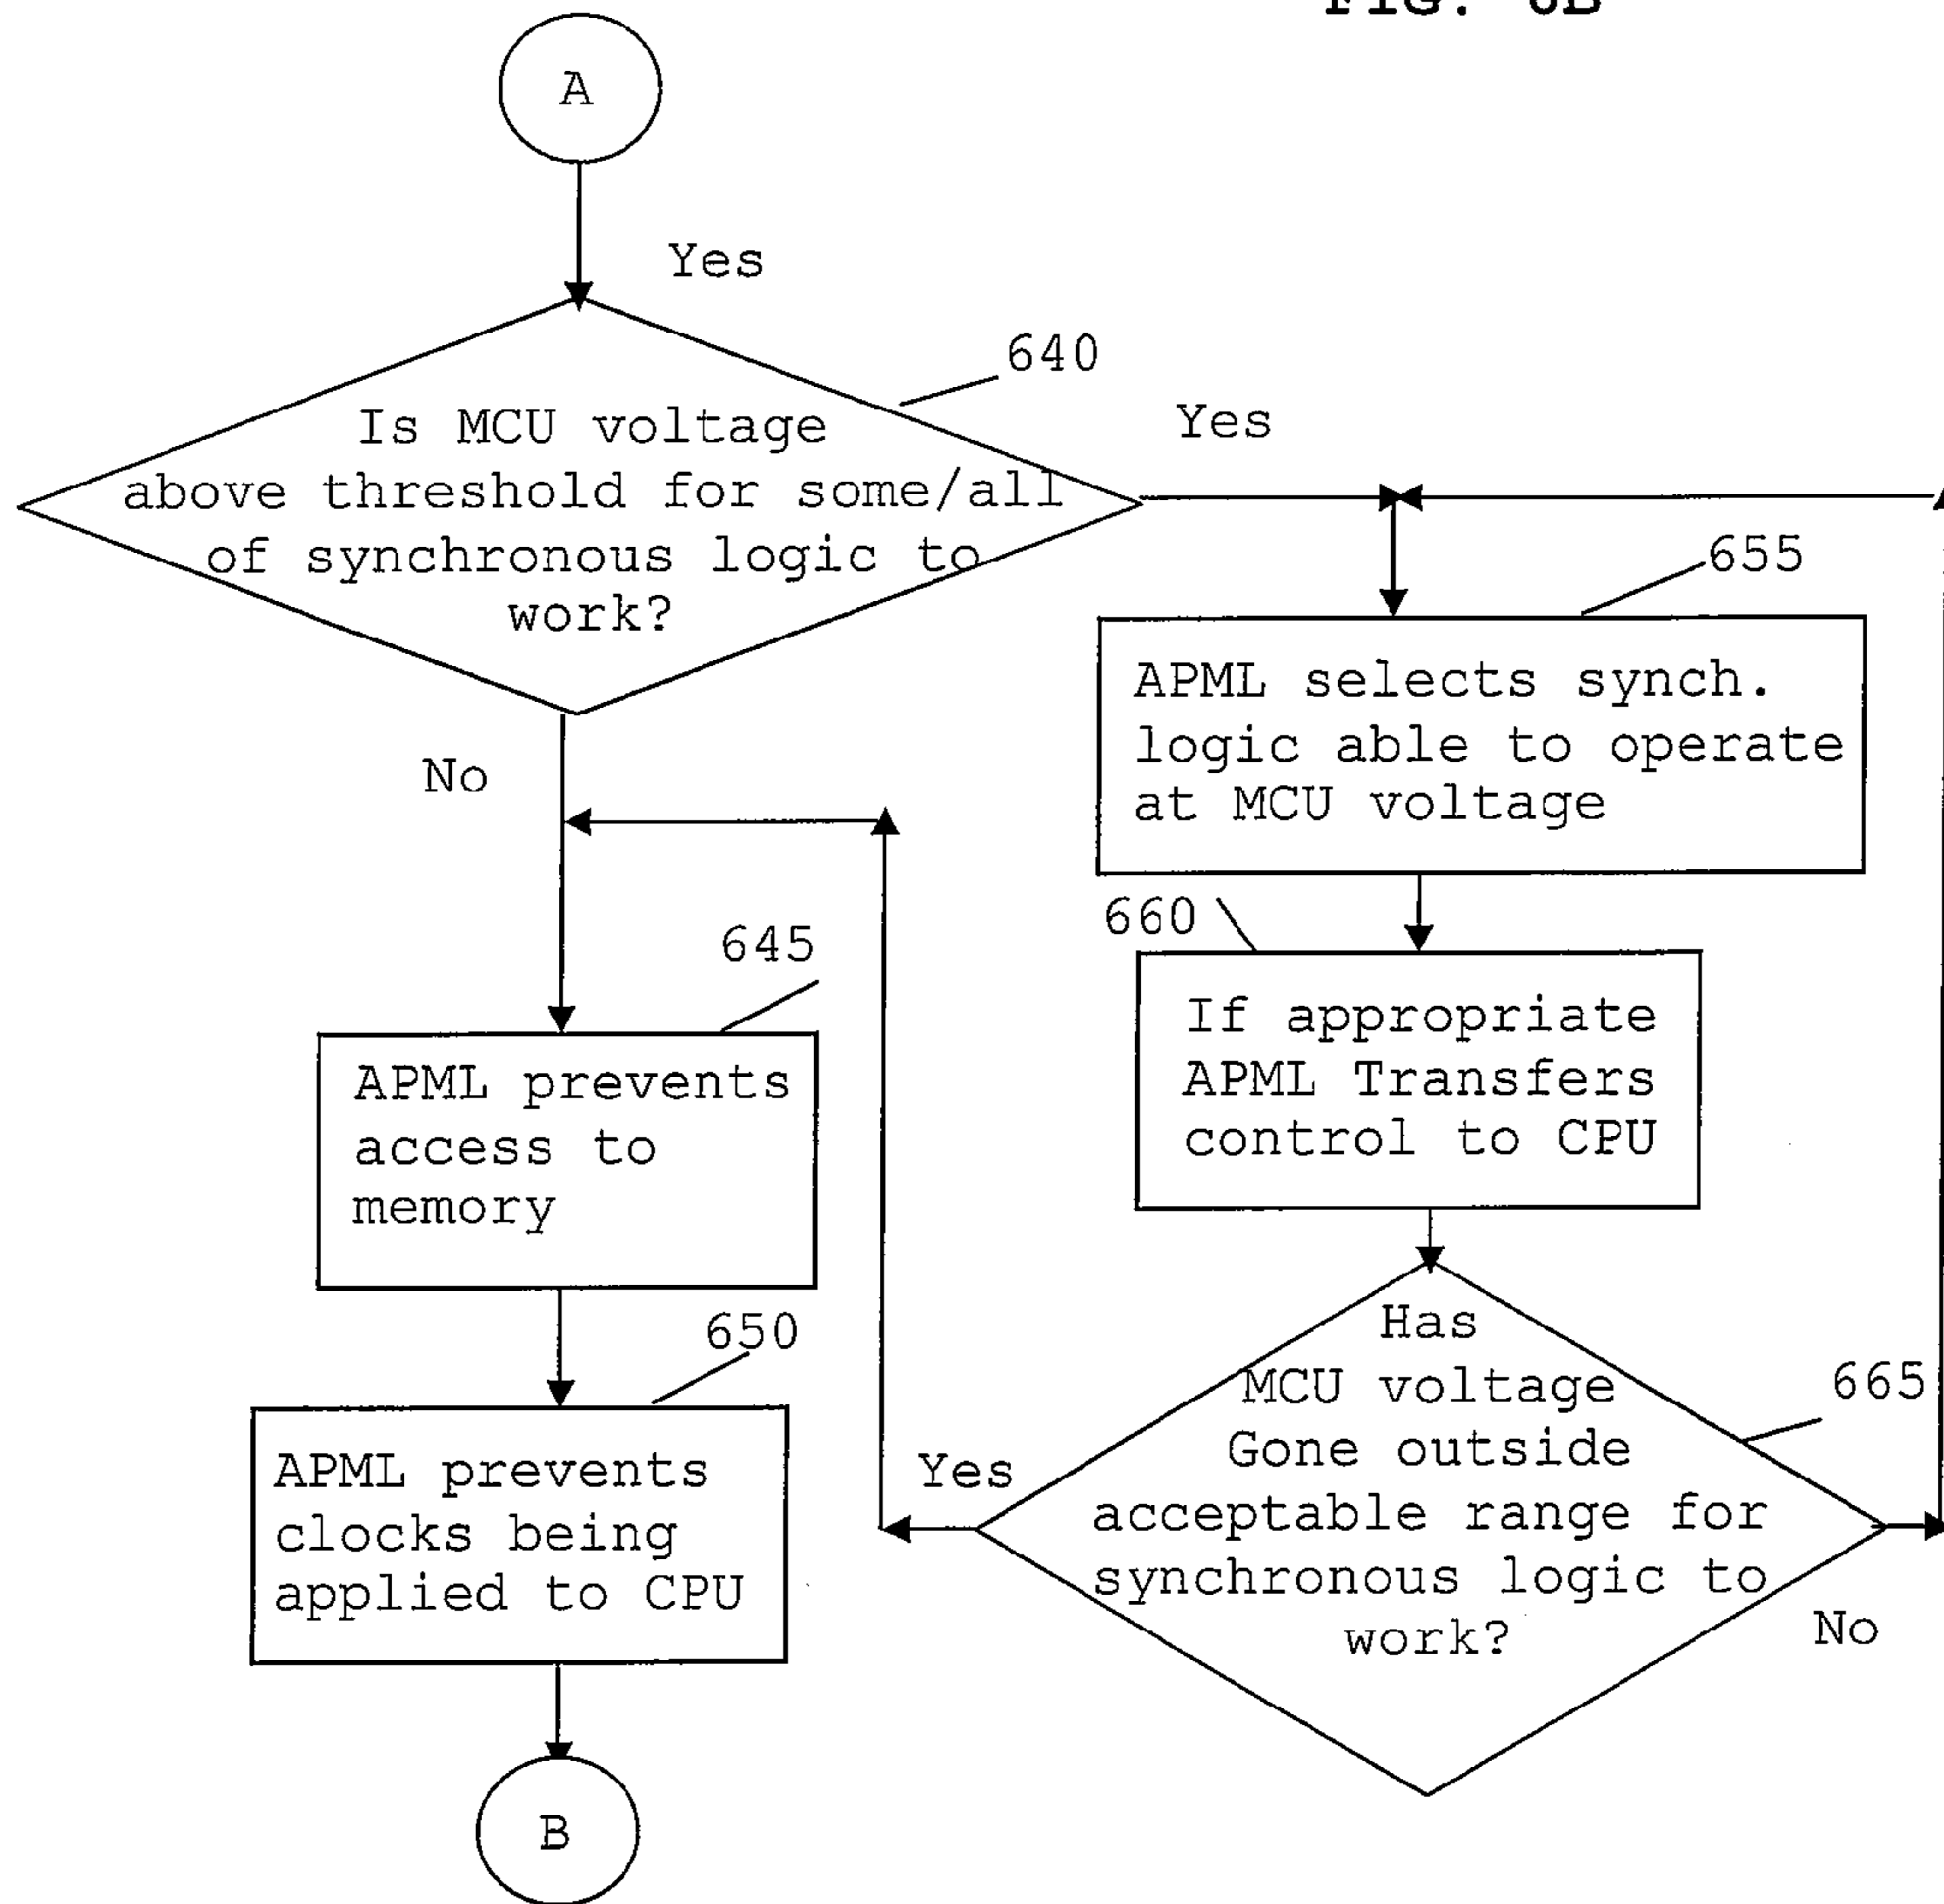 FIG. 6B
A
Yes
640
Is MCU voltage
above threshold for some/all
of synchronous logic to
work?
Yes
655
APML selects synch.
logic able to operate
at MCU voltage
No
660
645
If appropriate
APML Transfers
control to CPU
APML prevents
access to
memory
650
Has
MCU voltage
Gone outside
acceptable range for
synchronous logic to
work?
665
Yes
No
APML prevents
clocks being
applied to CPU
B